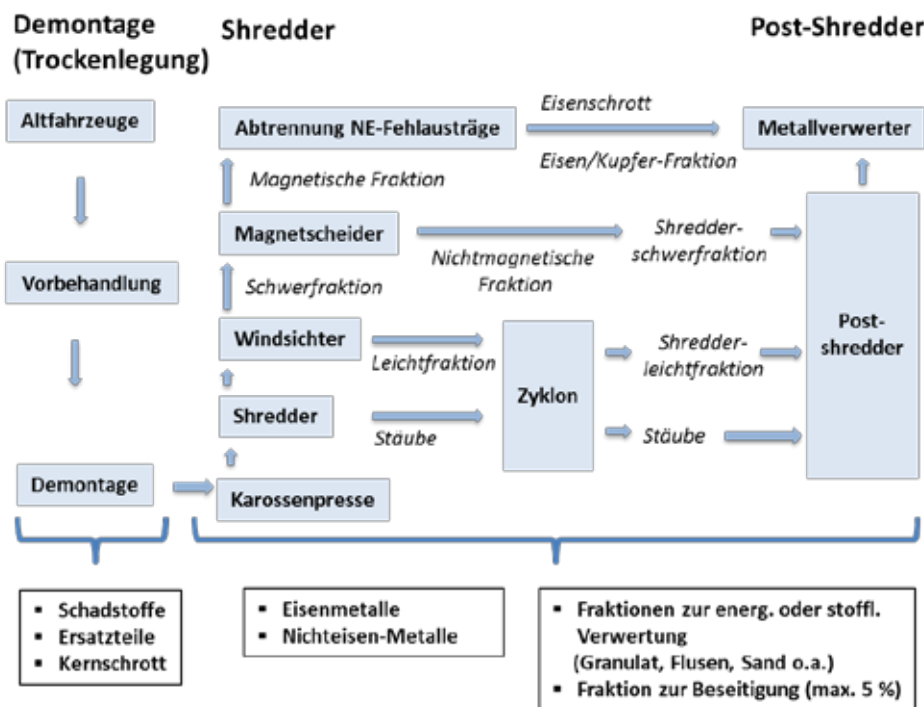 Demontage
(Trockenlegung)
Shredder
Post-Shredder
Altfahrzeuge
Abtrennung NE-Fehlausträge
Eisenschrott
Eisen/Kupfer-Fraktion
Metallverwerter
Magnetische Fraktion
Vorbehandlung
Magnetscheider
Nichtmagnetische
Fraktion
Shredder-
schwerfraktion
Schwerfraktion
Windsichter
Leichtfraktion
Zyklon
Shredder-
leichtfraktion
Post-
shredder
Shredder
Stäube
Stäube
Demontage
Karossenpresse
▪ Schadstoffe
▪ Ersatzteile
▪ Kernschrott
▪ Eisenmetalle
▪ Nichteisen-Metalle
▪ Fraktionen zur energ. oder stoffl.
Verwertung
(Granulat, Flusen, Sand o.a.)
▪ Fraktion zur Beseitigung (max. 5 %)